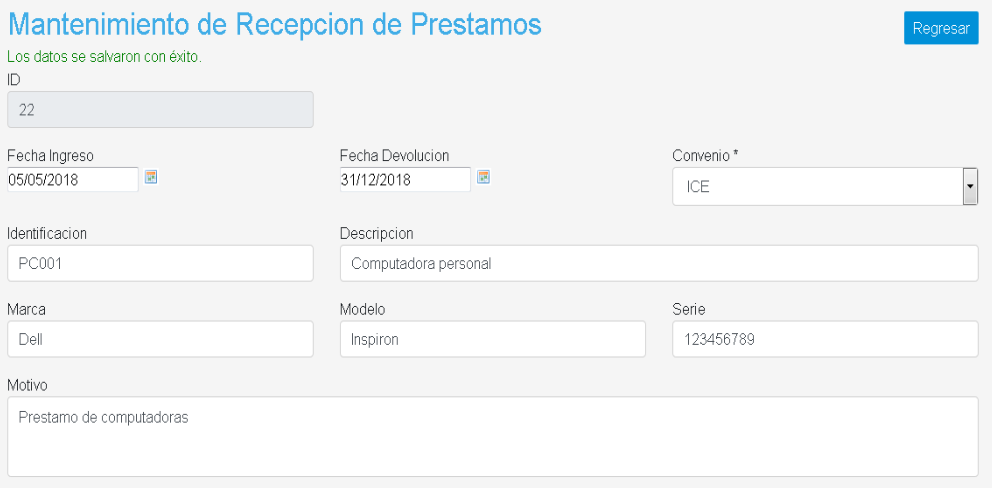 Mantenimiento de Recepcion de Prestamos
Regresar
Los datos se salvaron con éxito.
ID
22
Fecha Ingreso
05/05/2018
Fecha Devolucion
31/12/2018
Convenio *
ICE
Identificacion
PC001
Descripcion
Computadora personal
Marca
Dell
Modelo
Inspiron
Serie
123456789
Motivo
Prestamo de computadoras